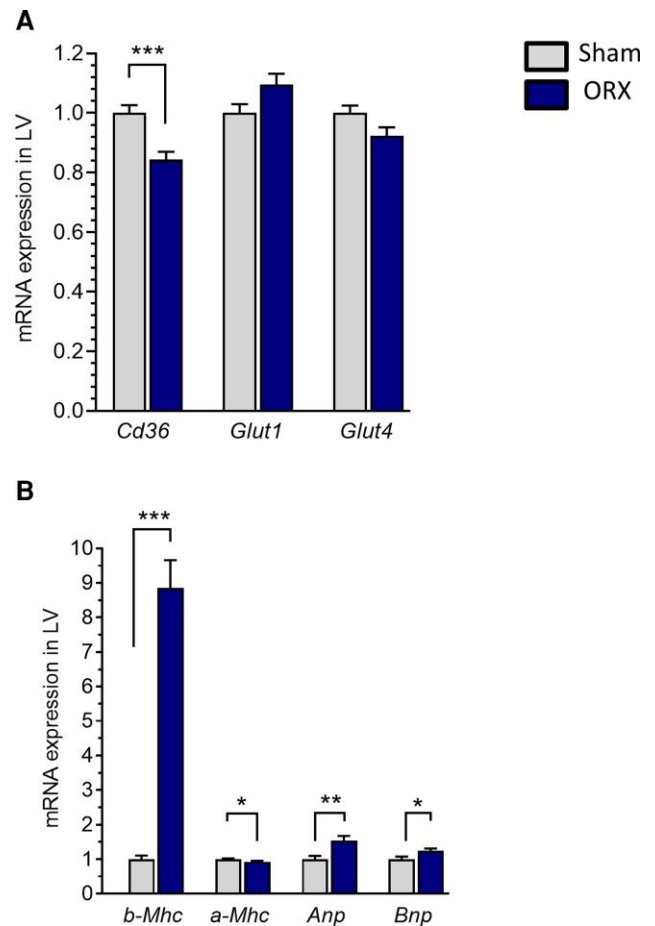 A
1.2
1.0
0.8
0.6
0.4
0.2
0.0
mRNA expression in LV
***
Cd36 Glut1 Glut4
Sham
ORX
B
10
9
8
7
6
5
4
3
2
1
0
mRNA expression in LV
***
*
**
*
b-Mhc a-Mhc Anp Bnp